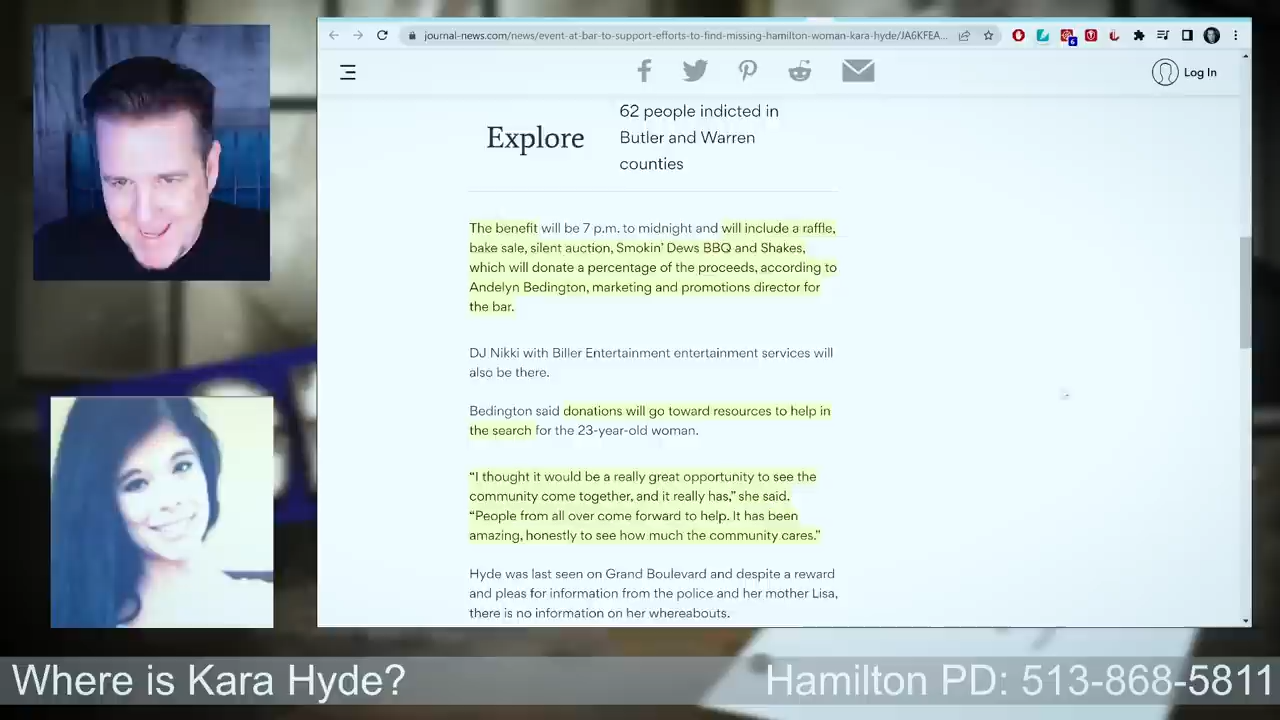 journal-news.com/news/event-at-bar-to-support-efforts-to-find-missing-hamilton-woman-kara-hyde/JA6KFEA...
Log In
Explore
62 people indicted in
Butler and Warren
counties
The benefit will be 7 p.m. to midnight and will include a raffle,
bake sale, silent auction, Smokin’ Dews BBQ and Shakes,
which will donate a percentage of the proceeds, according to
Andelyn Bedington, marketing and promotions director for
the bar.
DJ Nikki with Biller Entertainment entertainment services will
also be there.
Bedington said donations will go toward resources to help in
the search for the 23-year-old woman.
“I thought it would be a really great opportunity to see the
community come together, and it really has,” she said.
“People from all over come forward to help. It has been
amazing, honestly to see how much the community cares.”
Hyde was last seen on Grand Boulevard and despite a reward
and pleas for information from the police and her mother Lisa,
there is no information on her whereabouts.
Where is Kara Hyde?
Hamilton PD: 513-868-5811